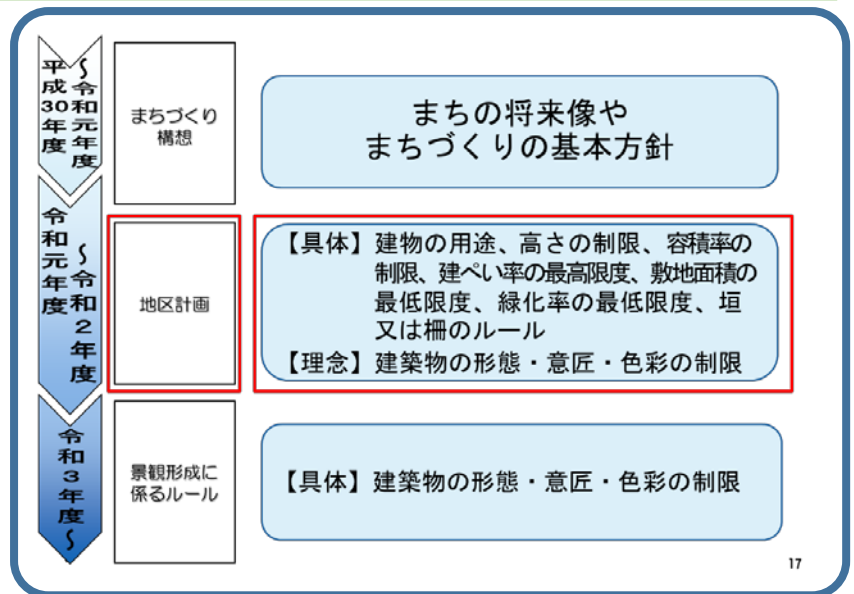 平成30年度
～令和元年度
まちづくり
構想
まちの将来像や
まちづくりの基本方針
令和元年度
～令和2年度
地区計画
【具体】建物の用途、高さの制限、容積率の
制限、建ぺい率の最高限度、敷地面積の
最低限度、緑化率の最低限度、垣
又は柵のルール
【理念】建築物の形態・意匠・色彩の制限
令和3年度～
景観形成に
係るルール
【具体】建築物の形態・意匠・色彩の制限
17